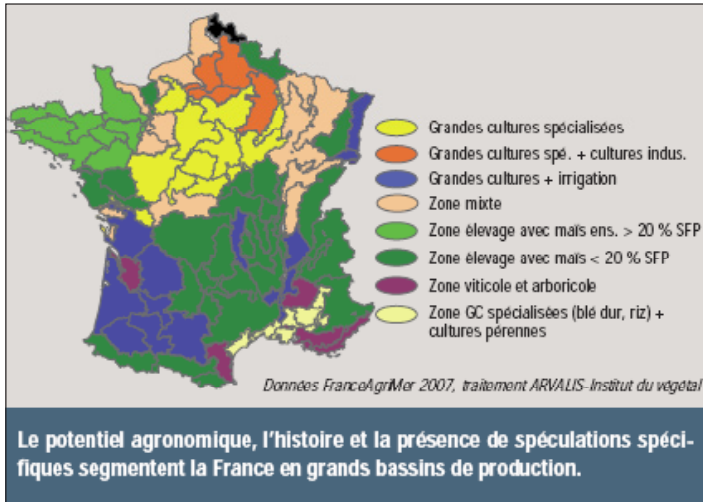 Grandes cultures spécialisées
Grandes cultures spé. + cultures indus.
Grandes cultures + irrigation
Zone mixte
Zone élevage avec maïs ens. > 20 % SFP
Zone élevage avec maïs < 20 % SFP
Zone viticole et arboricole
Zone GC spécialisées (blé dur, riz) +
cultures pérennes
Données FranceAgriMer 2007, traitement ARVALIS-Institut du végétal
Le potentiel agronomique, l'histoire et la présence de spéculations spéci-
fiques segmentent la France en grands bassins de production.